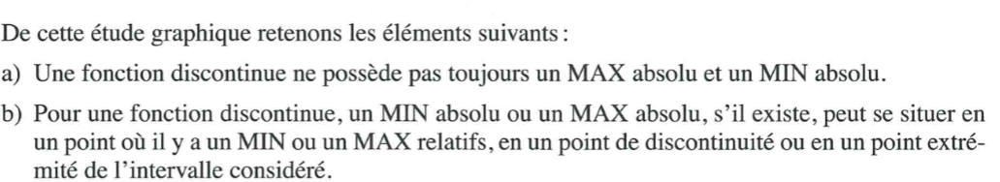 De cette étude graphique retenons les éléments suivants :
a) Une fonction discontinue ne possède pas toujours un MAX absolu et un MIN absolu.
b) Pour une fonction discontinue, un MIN absolu ou un MAX absolu, s'il existe, peut se situer en
un point où il y a un MIN ou un MAX relatifs, en un point de discontinuité ou en un point extré-
mité de l'intervalle considéré.